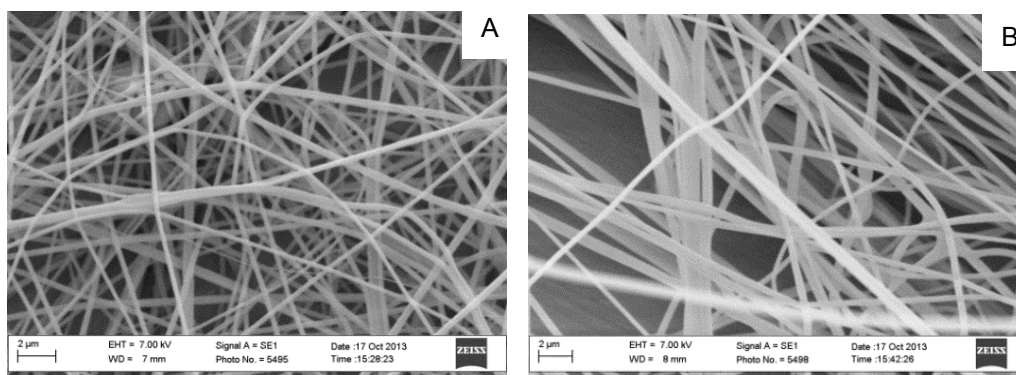 A
2 µm
EHT = 7.00 kV Signal A = SE1 Date :17 Oct 2013
WD = 7 mm Photo No. = 5495 Time :15:28:23
ZEISS
B
2 µm
EHT = 7.00 kV Signal A = SE1 Date :17 Oct 2013
WD = 8 mm Photo No. = 5498 Time :15:42:26
ZEISS